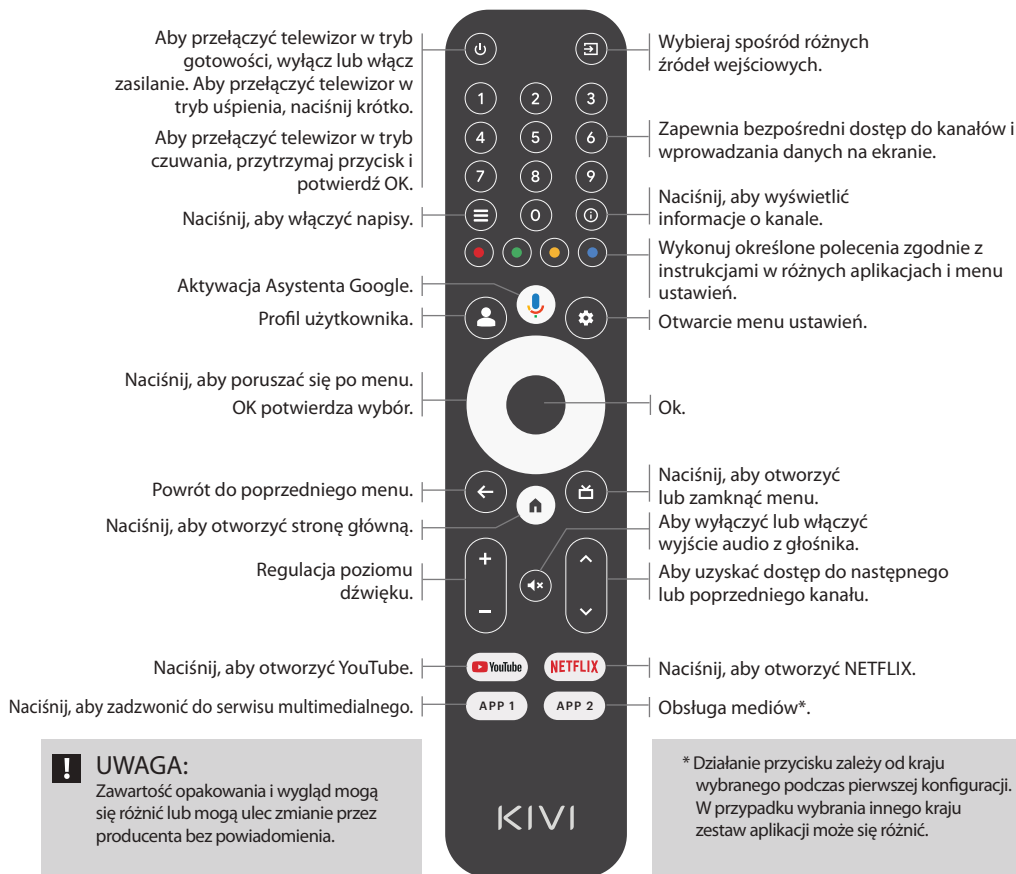 Aby przełączyć telewizor w tryb
gotowości, wyłącz lub włącz
zasilanie. Aby przełączyć telewizor w
tryb uśpienia, naciśnij krótko.
Aby przełączyć telewizor w tryb
czuwania, przytrzymaj przycisk i
potwierdź OK.
Naciśnij, aby włączyć napisy.
Aktywacja Asystenta Google.
Profil użytkownika.
Naciśnij, aby poruszać się po menu.
OK potwierdza wybór.
Powrót do poprzedniego menu.
Naciśnij, aby otworzyć stronę główną.
Regulacja poziomu
dźwięku.
Naciśnij, aby otworzyć YouTube.
Naciśnij, aby zadzwonić do serwisu multimedialnego.
1 2 3
4 5 6
7 8 9
0
YouTube NETFLIX
APP 1 APP 2
KIVI
Wybieraj spośród różnych
źródeł wejściowych.
Zapewnia bezpośredni dostęp do kanałów i
wprowadzania danych na ekranie.
Naciśnij, aby wyświetlić
informacje o kanale.
Wykonuj określone polecenia zgodnie z
instrukcjami w różnych aplikacjach i menu
ustawień.
Otwarcie menu ustawień.
Ok.
Naciśnij, aby otworzyć
lub zamknąć menu.
Aby wyłączyć lub włączyć
wyjście audio z głośnika.
Aby uzyskać dostęp do następnego
lub poprzedniego kanału.
Naciśnij, aby otworzyć NETFLIX.
Obsługa mediów*.
! UWAGA:
Zawartość opakowania i wygląd mogą
się różnić lub mogą ulec zmianie przez
producenta bez powiadomienia.
* Działanie przycisku zależy od kraju
wybranego podczas pierwszej konfiguracji.
W przypadku wybrania innego kraju
zestaw aplikacji może się różnić.